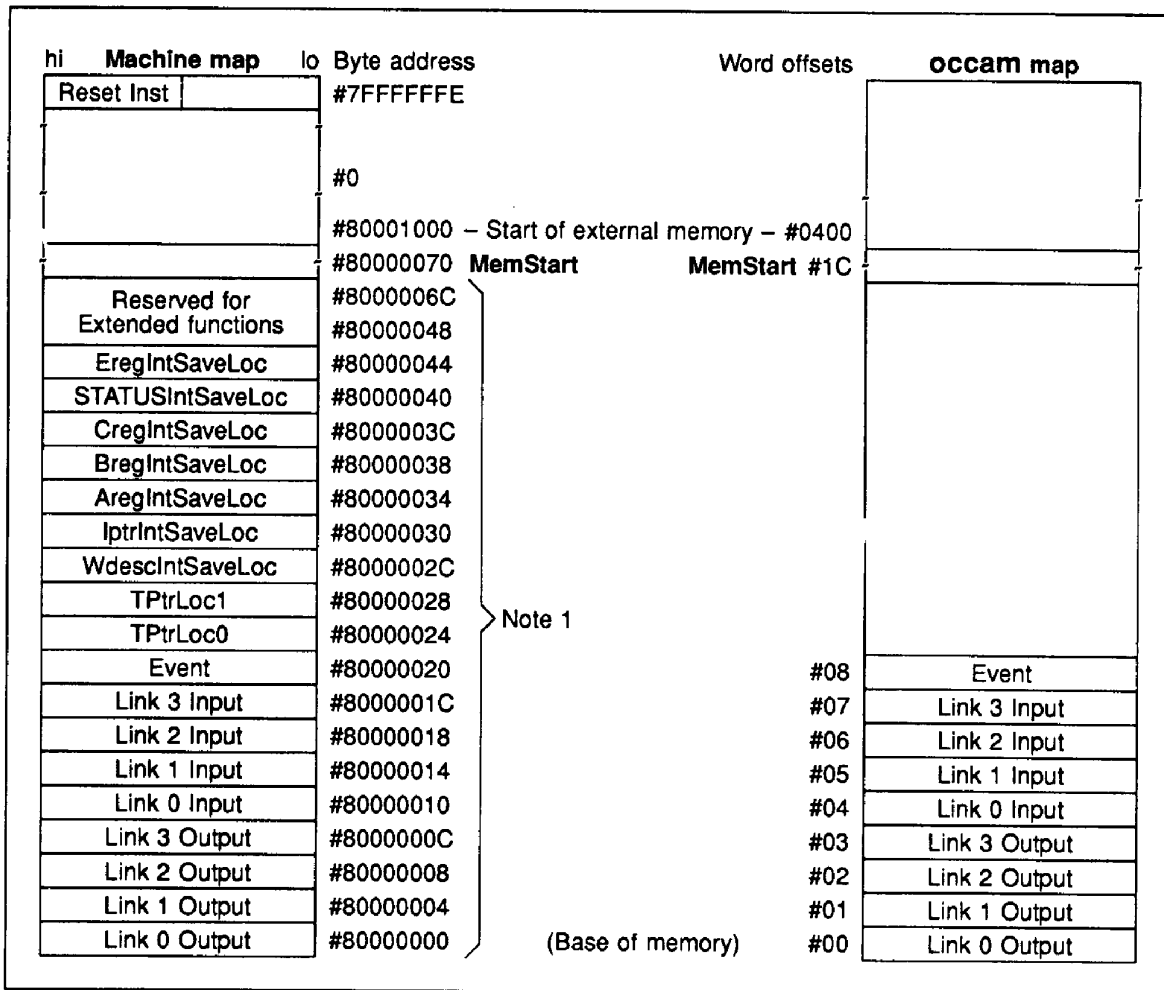 hi Machine map lo Byte address Word offsets occam map
Reset Inst #7FFFFFFE
#0
#80001000 – Start of external memory – #0400
#80000070 MemStart MemStart #1C
Reserved for #8000006C
Extended functions #80000048
EregIntSaveLoc #80000044
STATUSIntSaveLoc #80000040
CregIntSaveLoc #8000003C
BregIntSaveLoc #80000038
AregIntSaveLoc #80000034
IptrIntSaveLoc #80000030
WdescIntSaveLoc #8000002C
TPtrLoc1 #80000028
Note 1
TPtrLoc0 #80000024
Event #80000020 #08 Event
Link 3 Input #8000001C #07 Link 3 Input
Link 2 Input #80000018 #06 Link 2 Input
Link 1 Input #80000014 #05 Link 1 Input
Link 0 Input #80000010 #04 Link 0 Input
Link 3 Output #8000000C #03 Link 3 Output
Link 2 Output #80000008 #02 Link 2 Output
Link 1 Output #80000004 #01 Link 1 Output
Link 0 Output #80000000 (Base of memory) #00 Link 0 Output